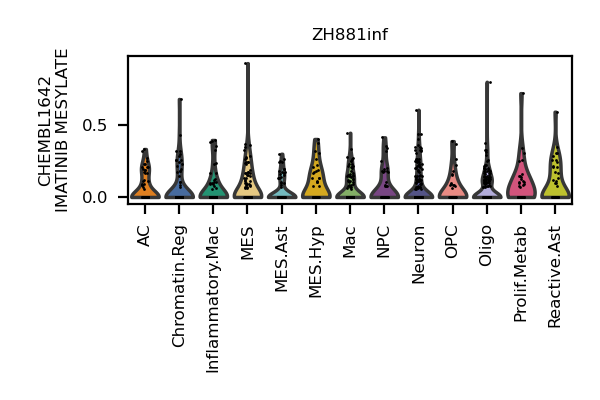 ZH881inf
CHEMBL1642
IMATINIB MESYLATE
0.5
0.0
AC
Chromatin.Reg
Inflammatory.Mac
MES
MES.Ast
MES.Hyp
Mac
NPC
Neuron
OPC
Oligo
Prolif.Metab
Reactive.Ast